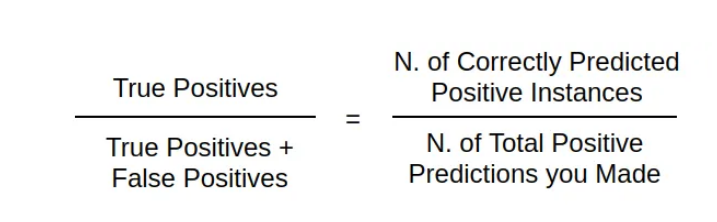 True Positives
True Positives +
False Positives
=
N. of Correctly Predicted
Positive Instances
N. of Total Positive
Predictions you Made